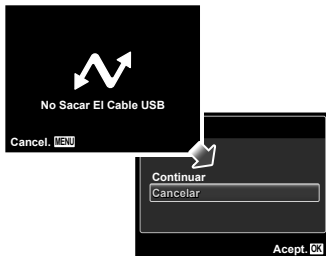 No Sacar El Cable USB
Cancel. MENU
Continuar
Cancelar
Acept. OK